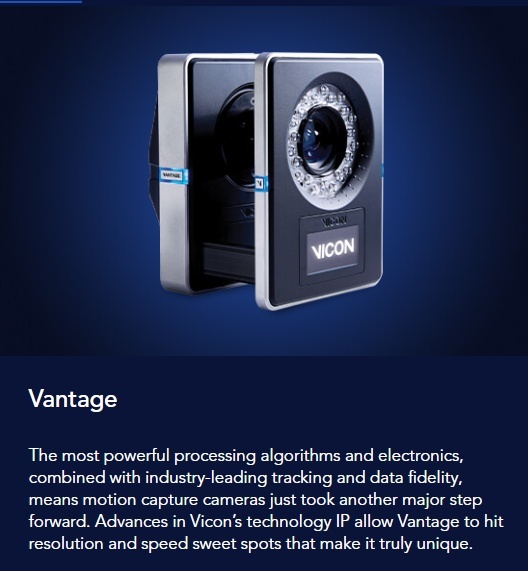 VANTAGE
VICON
VICON
Vantage
The most powerful processing algorithms and electronics,
combined with industry-leading tracking and data fidelity,
means motion capture cameras just took another major step
forward. Advances in Vicon's technology IP allow Vantage to hit
resolution and speed sweet spots that make it truly unique.